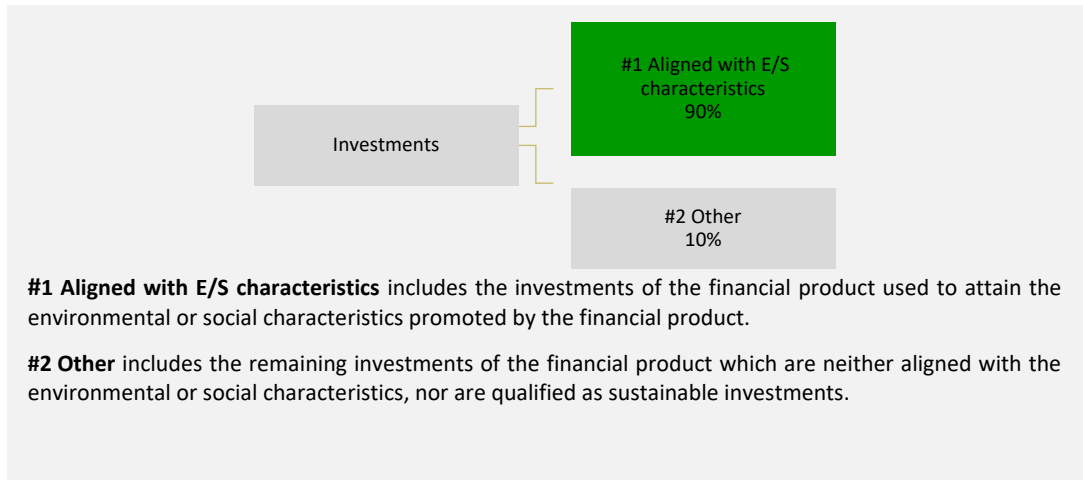 #1 Aligned with E/S
characteristics
90%
Investments
#2 Other
10%
#1 Aligned with E/S characteristics includes the investments of the financial product used to attain the
environmental or social characteristics promoted by the financial product.
#2 Other includes the remaining investments of the financial product which are neither aligned with the
environmental or social characteristics, nor are qualified as sustainable investments.